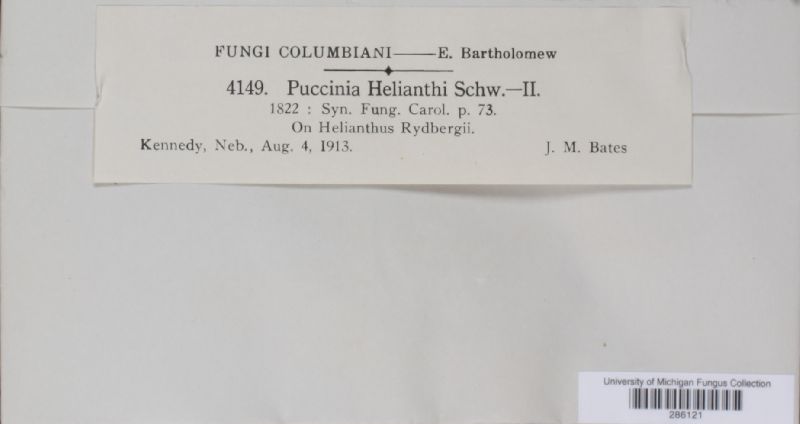 FUNGI COLUMBIANI——E. Bartholomew
4149. Puccinia Helianthi Schw.—II.
1822 : Syn. Fung. Carol. p. 73.
On Helianthus Rydbergii.
Kennedy, Neb., Aug. 4, 1913. J. M. Bates
University of Michigan Fungus Collection
286121